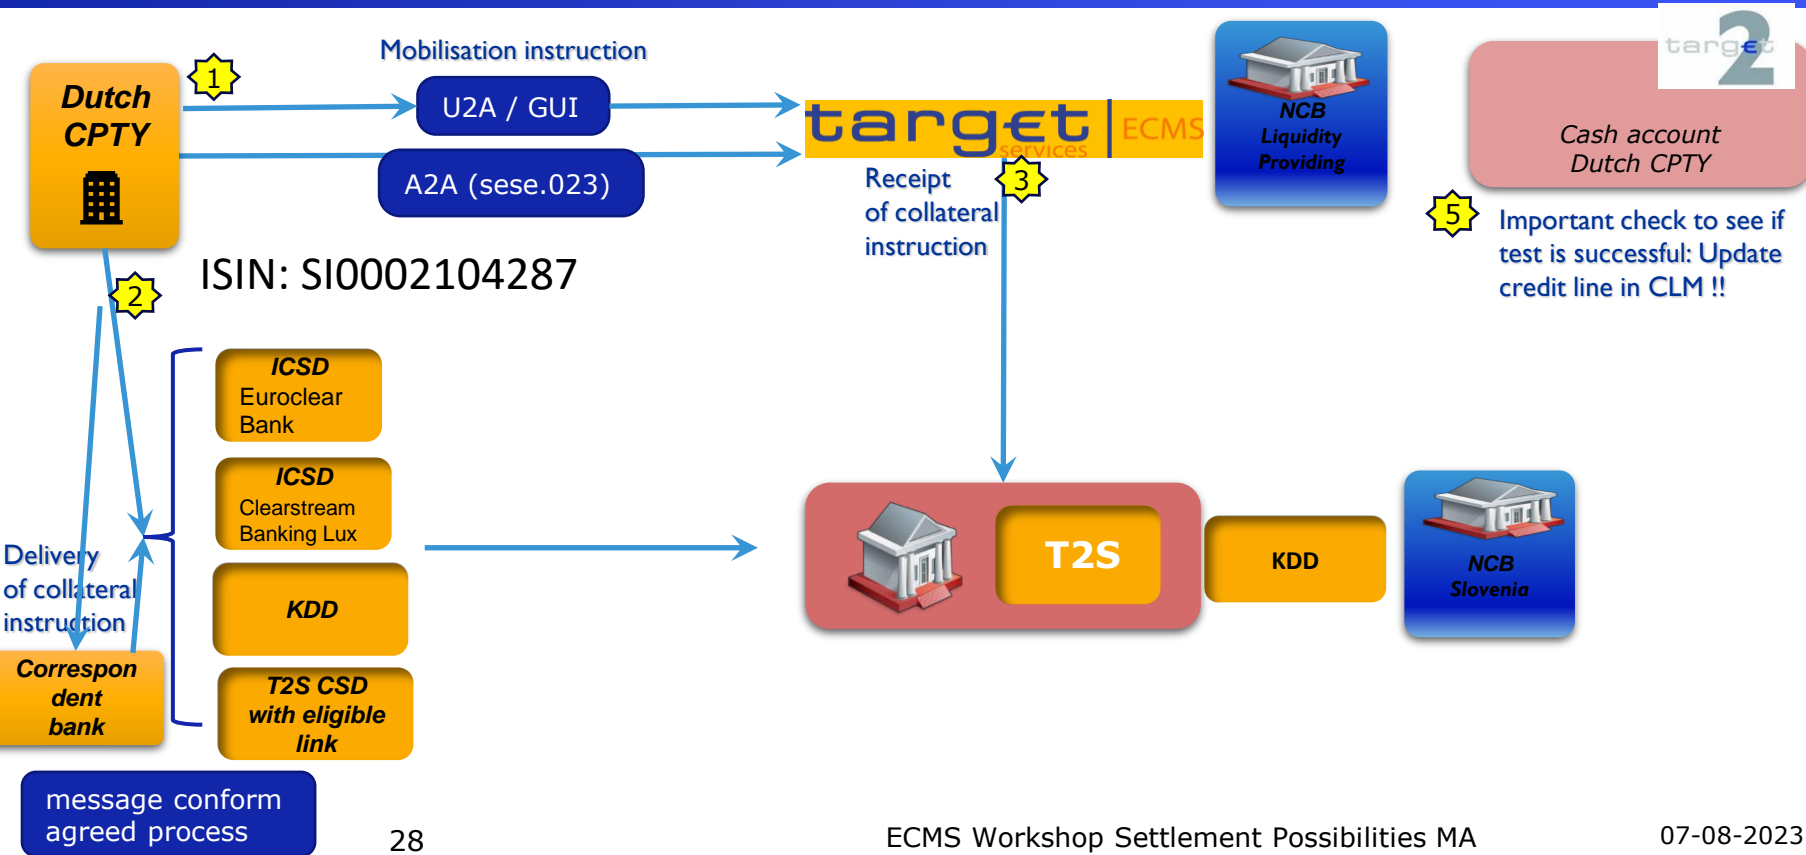 Mobilisation instruction
target
2
Dutch
CPTY
1
U2A / GUI
target
services
ECMS
NCB
Liquidity
Providing
Cash account
Dutch CPTY
A2A (sese.023)
Receipt
of collateral
instruction
3
5
Important check to see if
test is successful: Update
credit line in CLM !!
2
ISIN: SI0002104287
ICSD
Euroclear
Bank
ICSD
Clearstream
Banking Lux
Delivery
of collateral
instruction
KDD
T2S
KDD
NCB
Slovenia
Correspon
dent
bank
T2S CSD
with eligible
link
message conform
agreed process
28
ECMS Workshop Settlement Possibilities MA
07-08-2023